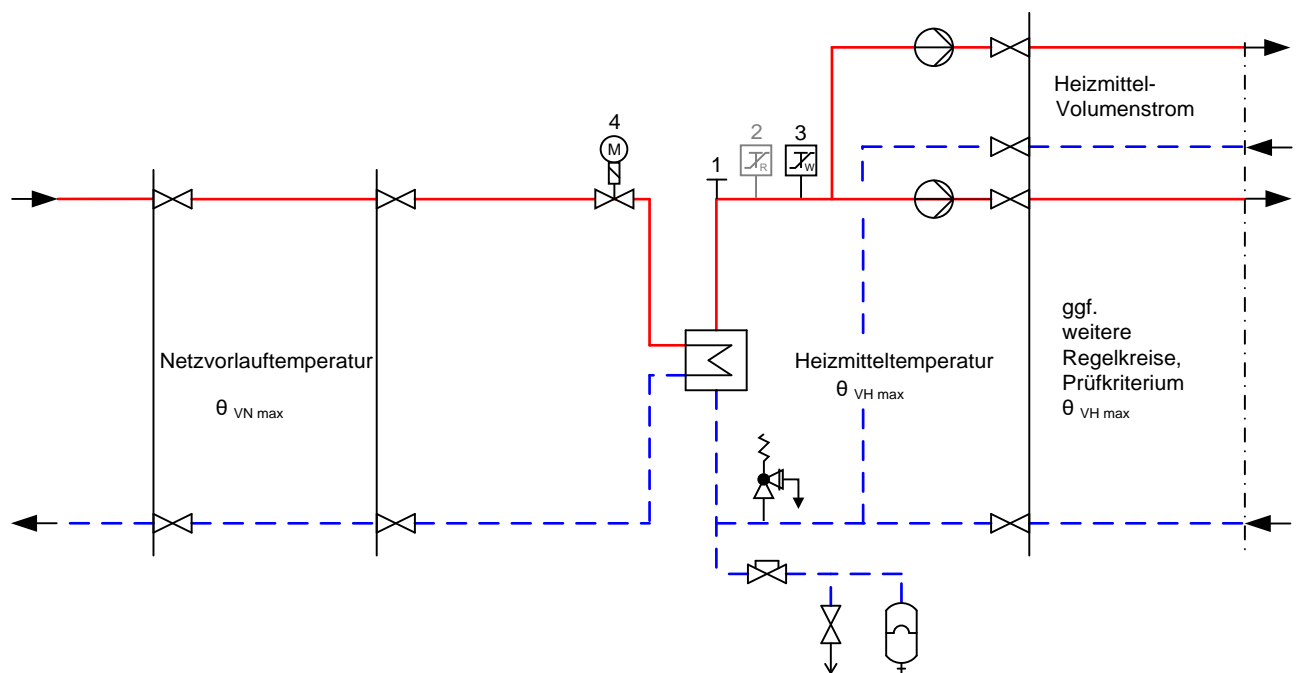 4
M
1
2
R
3
W
Heizmittel-
Volumenstrom
Netzvorlauftemperatur
θ VN max
Heizmitteltemperatur
θ VH max
ggf.
weitere
Regelkreise,
Prüfkriterium
θ VH max